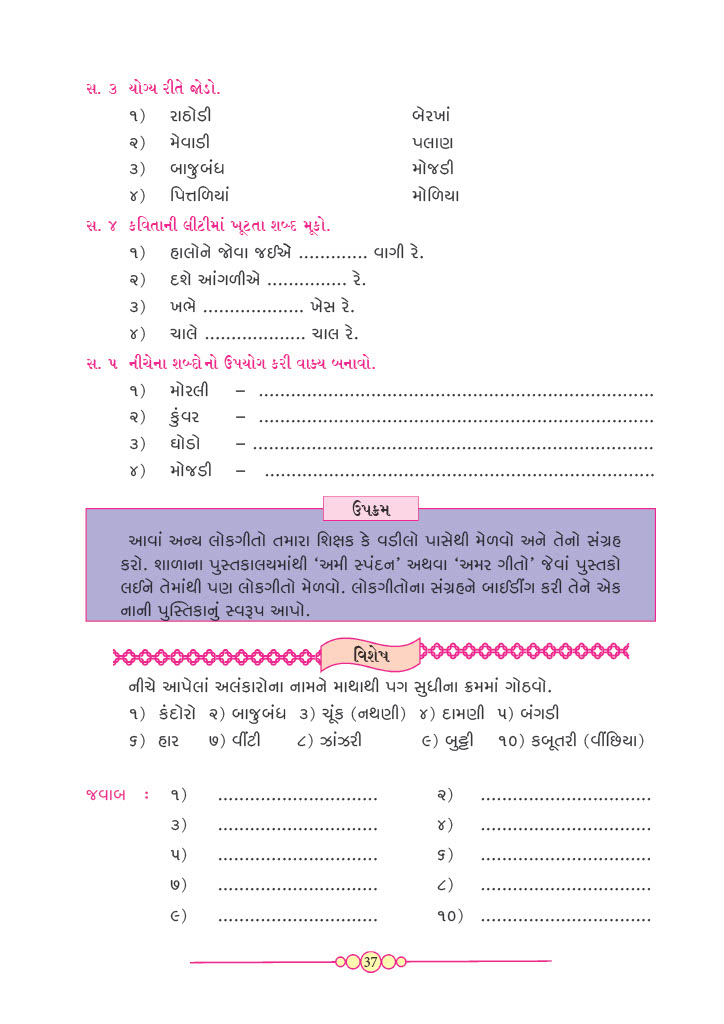 સ. ૩ યોગ્ય રીતે જોડો.
૧) રાઠોડી બેરખાં
૨) મેવાડી પલાણ
૩) બાજુબંધ મોજડી
૪) પિત્તળિયાં મોળિયા
સ. ૪ કવિતાની લીટીમાં ખૂટતા શબ્દ મૂકો.
૧) હાલોને જોવા જઈએ ............. વાગી રે.
૨) દશે આંગળીએ ............... રે.
૩) ખભે ................... ખેસ રે.
૪) ચાલે ................... ચાલ રે.
સ. ૫ નીચેના શબ્દોનો ઉપયોગ કરી વાક્ય બનાવો.
૧) મોરલી – ..........................................................................
૨) કુંવર – ..........................................................................
૩) ઘોડો – ...........................................................................
૪) મોજડી – .........................................................................
ઉપક્રમ
આવાં અન્ય લોકગીતો તમારા શિક્ષક કે વડીલો પાસેથી મેળવો અને તેનો સંગ્રહ
કરો. શાળાના પુસ્તકાલયમાંથી ‘અમી સ્પંદન’ અથવા ‘અમર ગીતો’ જેવાં પુસ્તકો
લઈને તેમાંથી પણ લોકગીતો મેળવો. લોકગીતોના સંગ્રહને બાઈડીંગ કરી તેને એક
નાની પુસ્તિકાનું સ્વરૂપ આપો.
વિશેષ
નીચે આપેલાં અલંકારોના નામને માથાથી પગ સુધીના ક્રમમાં ગોઠવો.
૧) કંદોરો ૨) બાજુબંધ ૩) ચૂંક (નથણી) ૪) દામણી ૫) બંગડી
૬) હાર ૭) વીંટી ૮) ઝાંઝરી ૯) બુટ્ટી ૧૦) કબૂતરી (વીંછિયા)
જવાબ : ૧) .............................. ૨) ................................
૩) .............................. ૪) ................................
૫) .............................. ૬) ................................
૭) .............................. ૮) ................................
૯) .............................. ૧૦) ................................
37